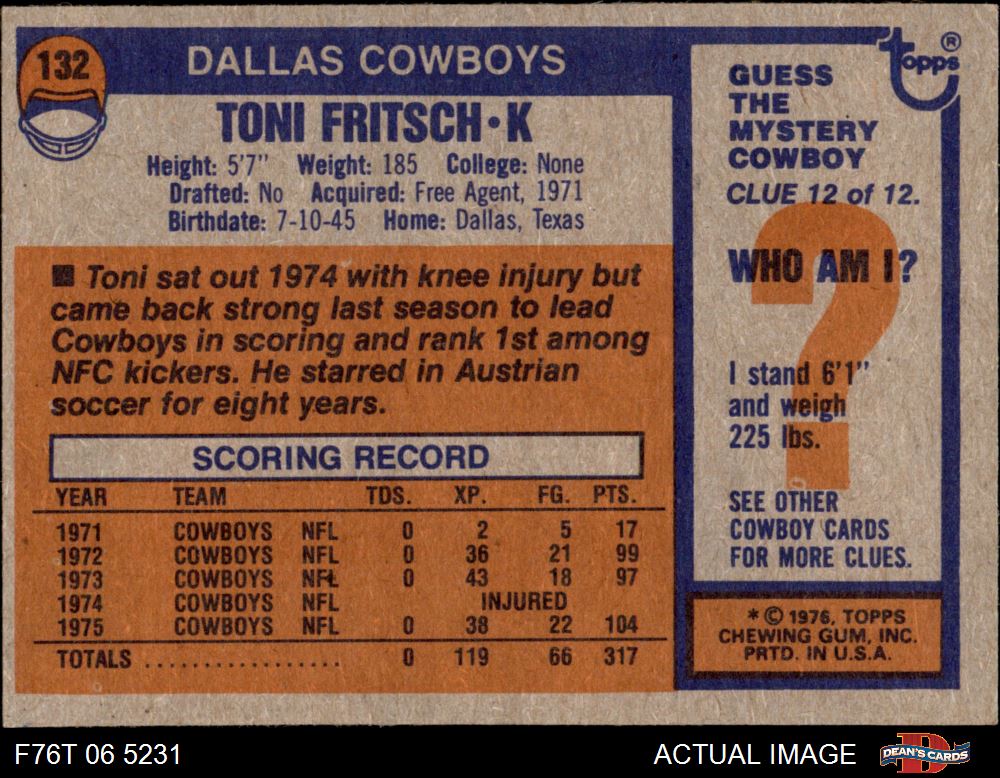 132
DALLAS COWBOYS
TONI FRITSCH•K
Height: 5'7" Weight: 185 College: None
Drafted: No Acquired: Free Agent, 1971
Birthdate: 7-10-45 Home: Dallas, Texas
■ Toni sat out 1974 with knee injury but
came back strong last season to lead
Cowboys in scoring and rank 1st among
NFC kickers. He starred in Austrian
soccer for eight years.
SCORING RECORD
YEAR TEAM TDS. XP. FG. PTS.
1971 COWBOYS NFL 0 2 5 17
1972 COWBOYS NFL 0 36 21 99
1973 COWBOYS NFL 0 43 18 97
1974 COWBOYS NFL INJURED
1975 COWBOYS NFL 0 38 22 104
TOTALS .................. 0 119 66 317
topps ®
GUESS
THE
MYSTERY
COWBOY
CLUE 12 of 12.
?
WHO AM I?
I stand 6'1"
and weigh
225 lbs.
SEE OTHER
COWBOY CARDS
FOR MORE CLUES.
* © 1976, TOPPS
CHEWING GUM, INC.
PRTD. IN U.S.A.
F76T 06 5231
ACTUAL IMAGE
D
DEAN'S CARDS